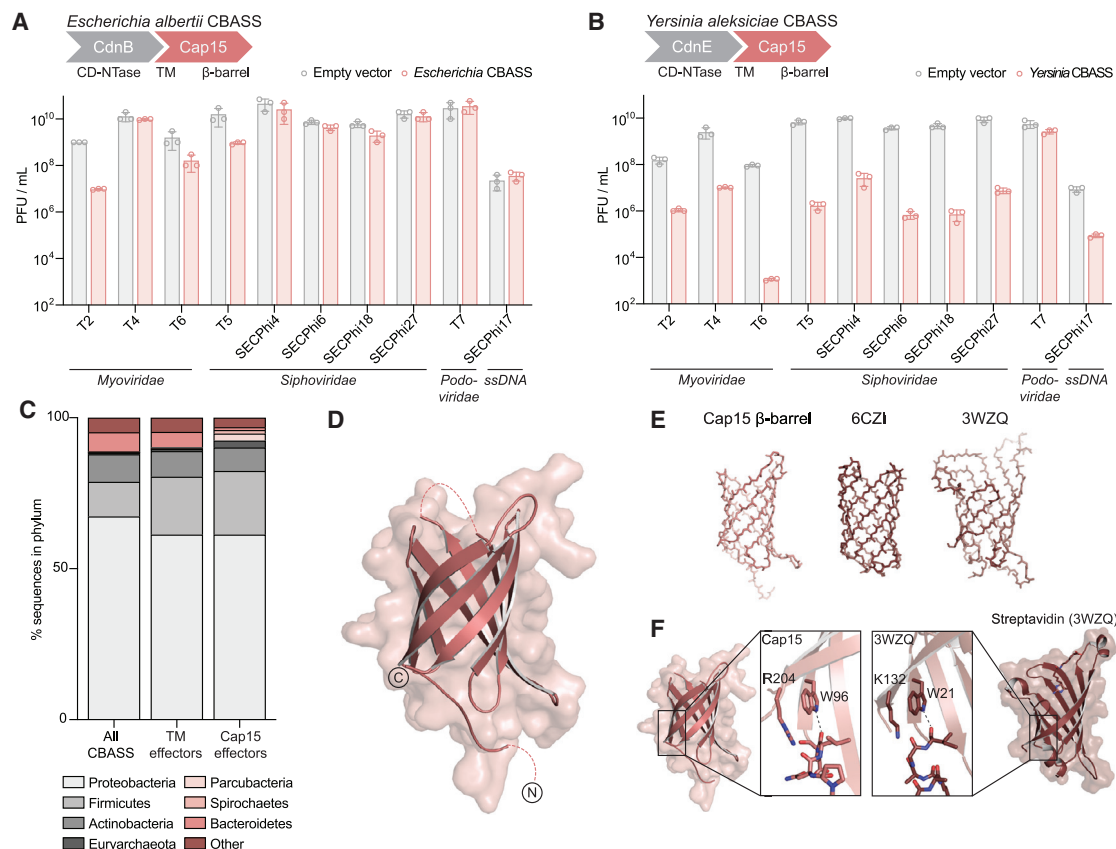 A
Escherichia albertii CBASS
CdnB
Cap15
CD-NTase
TM
β-barrel
Empty vector
Escherichia CBASS
PFU / mL
10^10
10^8
10^6
10^4
10^2
T2
T4
T6
T5
SECPhi4
SECPhi6
SECPhi18
SECPhi27
T7
SECPhi17
Myoviridae
Siphoviridae
Podo-
viridae
ssDNA
B
Yersinia aleksiciae CBASS
CdnE
Cap15
CD-NTase
TM
β-barrel
Empty vector
Yersinia CBASS
PFU / mL
10^10
10^8
10^6
10^4
10^2
T2
T4
T6
T5
SECPhi4
SECPhi6
SECPhi18
SECPhi27
T7
SECPhi17
Myoviridae
Siphoviridae
Podo-
viridae
ssDNA
C
% sequences in phylum
100
50
0
All
CBASS
TM
effectors
Cap15
effectors
Proteobacteria
Firmicutes
Actinobacteria
Euryarchaeota
Parcubacteria
Spirochaetes
Bacteroidetes
Other
D
C
N
E
Cap15 β-barrel
6CZI
3WZQ
F
Cap15
R204
W96
3WZQ
K132
W21
Streptavidin (3WZQ)